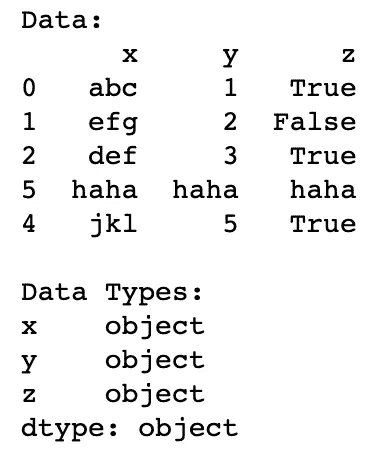 Data:
x y z
0 abc 1 True
1 efg 2 False
2 def 3 True
5 haha haha haha
4 jkl 5 True
Data Types:
x object
y object
z object
dtype: object